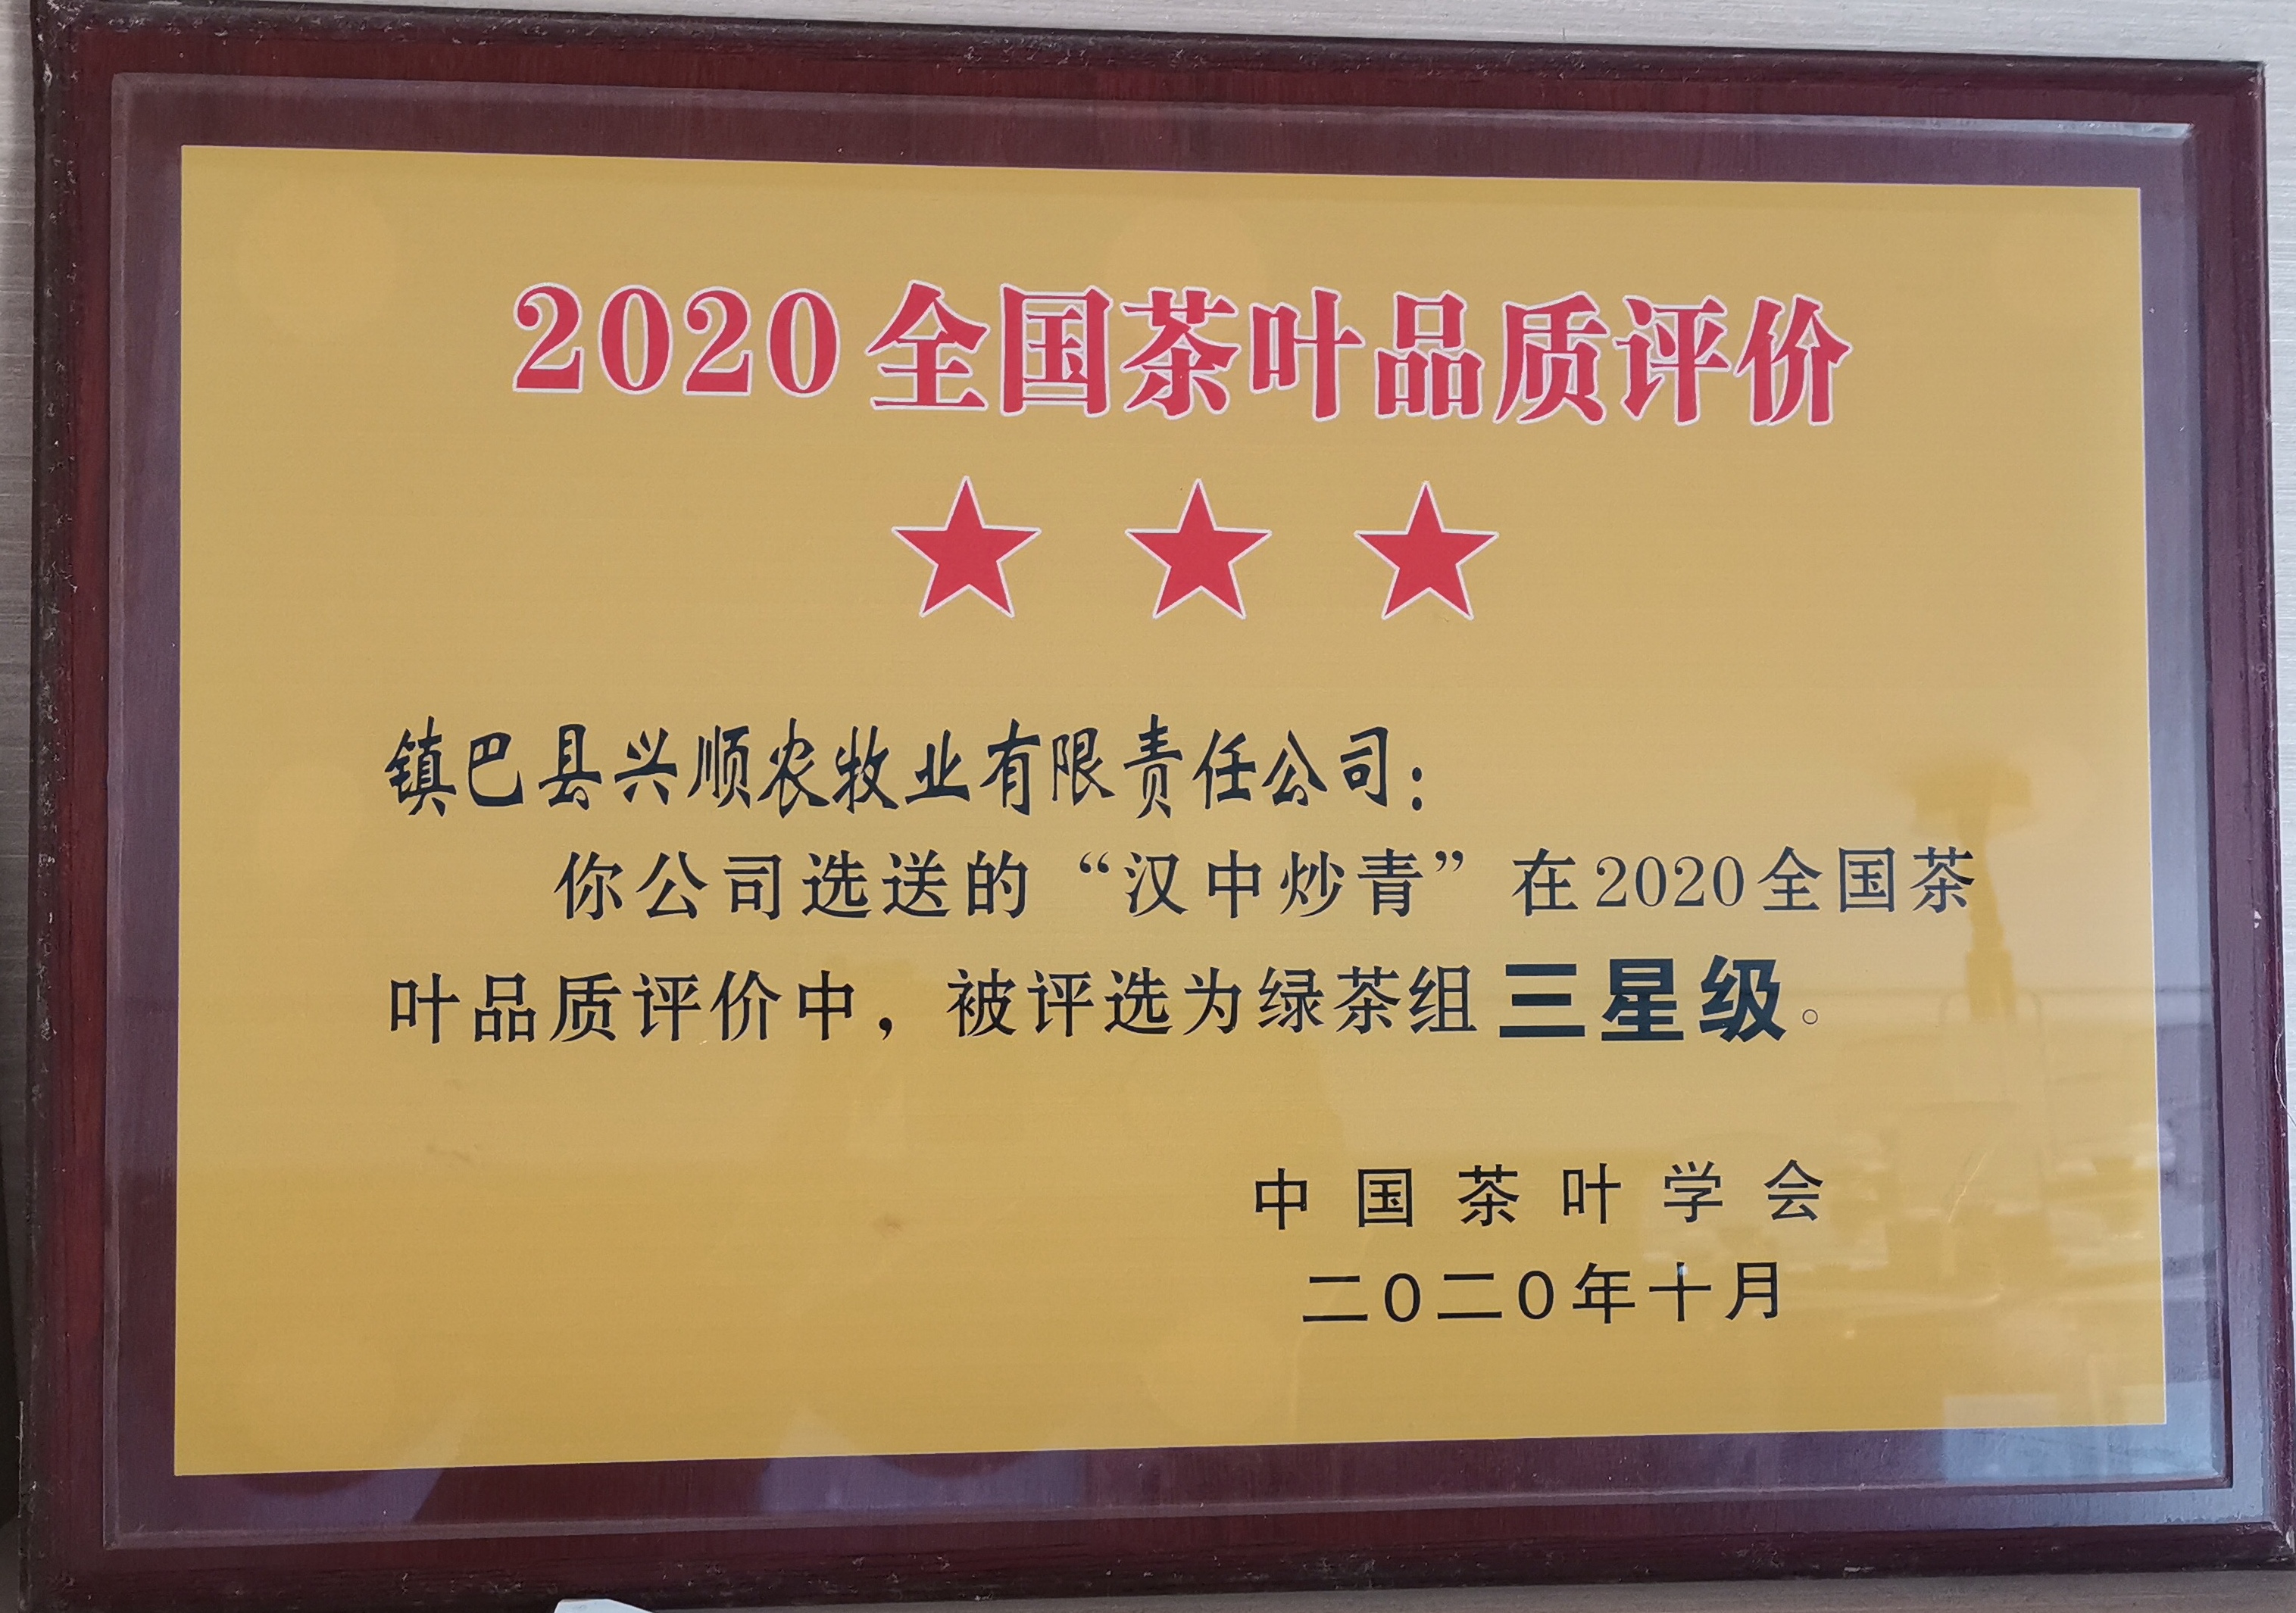 2020全国茶叶品质评价
镇巴县兴顺农牧业有限责任公司：
你公司选送的“汉中炒青”在2020全国茶
叶品质评价中，被评选为绿茶组三星级。
中国茶叶学会
二0二0年十月